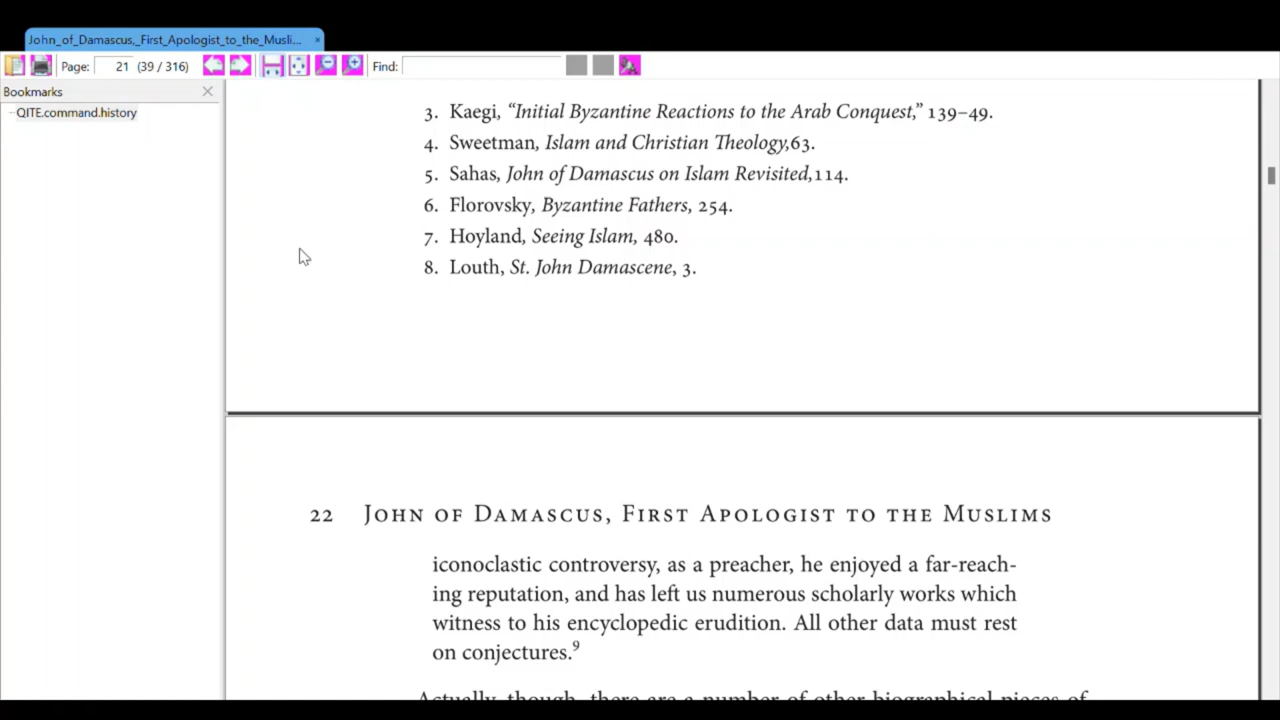 John_of_Damascus,_First_Apologist_to_the_Musli... ×
Page: 21 (39 / 316) Find:
Bookmarks
QITE.command.history
3. Kaegi, “Initial Byzantine Reactions to the Arab Conquest,” 139–49.
4. Sweetman, Islam and Christian Theology,63.
5. Sahas, John of Damascus on Islam Revisited,114.
6. Florovsky, Byzantine Fathers, 254.
7. Hoyland, Seeing Islam, 480.
8. Louth, St. John Damascene, 3.
22 John of Damascus, First Apologist to the Muslims
iconoclastic controversy, as a preacher, he enjoyed a far-reach-
ing reputation, and has left us numerous scholarly works which
witness to his encyclopedic erudition. All other data must rest
on conjectures.9
Actually, though, there are a number of other biographical pieces of